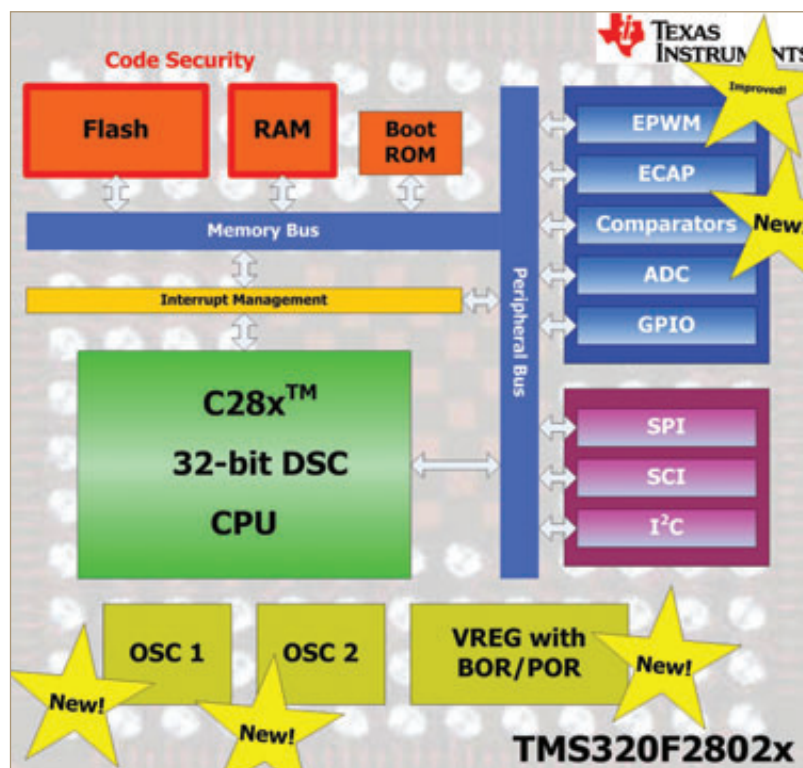 TEXAS
INSTRUMENTS
Improved!
Code Security
Flash
RAM
Boot
ROM
EPWM
ECAP
Comparators
New!
ADC
GPIO
Memory Bus
Interrupt Management
Peripheral Bus
C28x™
32-bit DSC
CPU
SPI
SCI
I²C
OSC 1
OSC 2
VREG with
BOR/POR
New!
New!
New!
TMS320F2802x